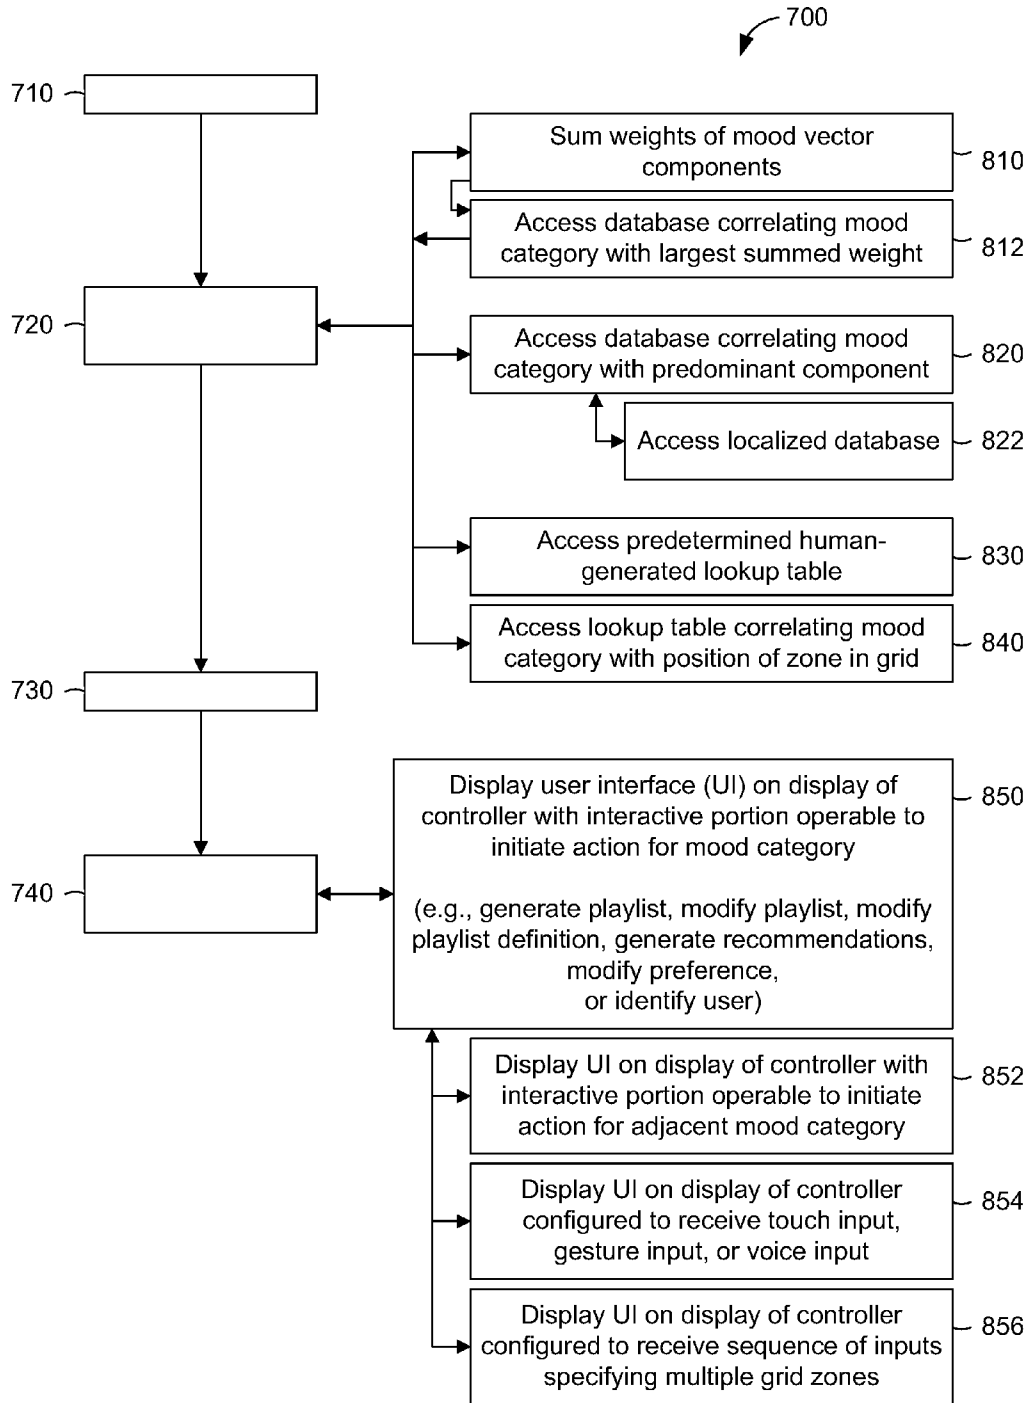 700
710
Sum weights of mood vector
components
810
Access database correlating mood
category with largest summed weight
812
720
Access database correlating mood
category with predominant component
820
Access localized database
822
Access predetermined human-
generated lookup table
830
Access lookup table correlating mood
category with position of zone in grid
840
730
Display user interface (UI) on display of
controller with interactive portion operable to
initiate action for mood category
(e.g., generate playlist, modify playlist, modify
playlist definition, generate recommendations,
modify preference,
or identify user)
850
740
Display UI on display of controller with
interactive portion operable to initiate
action for adjacent mood category
852
Display UI on display of controller
configured to receive touch input,
gesture input, or voice input
854
Display UI on display of controller
configured to receive sequence of inputs
specifying multiple grid zones
856